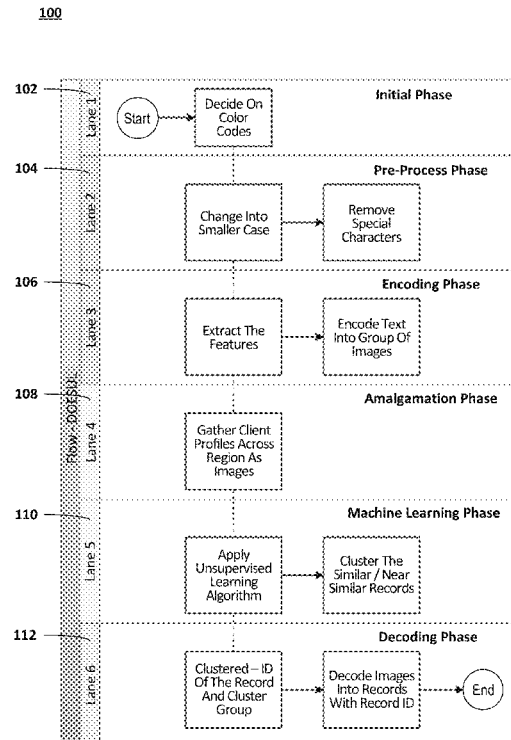 100
102
Initial Phase
Lane 1
Start
Decide On
Color
Codes
104
Pre-Process Phase
Lane 2
Change Into
Smaller Case
Remove
Special
Characters
106
Encoding Phase
Lane 3
Extract The
Features
Encode Text
Into Group Of
Images
108
Amalgamation Phase
Flow - DOESUL
Lane 4
Gather Client
Profiles Across
Region As
Images
110
Machine Learning Phase
Lane 5
Apply
Unsupervised
Learning
Algorithm
Cluster The
Similar / Near
Similar Records
112
Decoding Phase
Lane 6
Clustered – ID
Of The Record
And Cluster
Group
Decode Images
Into Records
With Record ID
End